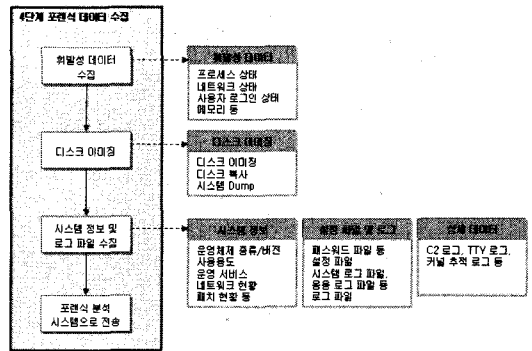 4단계 포렌식 데이터 수집
휘발성 데이터
수집
디스크 이미징
시스템 정보 및
로그 파일 수집
포렌식 분석
시스템으로 전송
휘발성 데이터
프로세스 상태
네트워크 상태
사용자 로그인 상태
메모리 등
디스크 이미징
디스크 이미징
디스크 복사
시스템 Dump
시스템 정보
운영체제 종류/버전
사용용도
운영 서비스
네트워크 현황
패치 현황 등
설정 파일 및 로그
패스워드 파일 등
설정 파일
시스템 로그 파일,
응용 로그 파일 등
로그 파일
데이터
C2 로그, TTY 로그,
커널 추적 로그 등